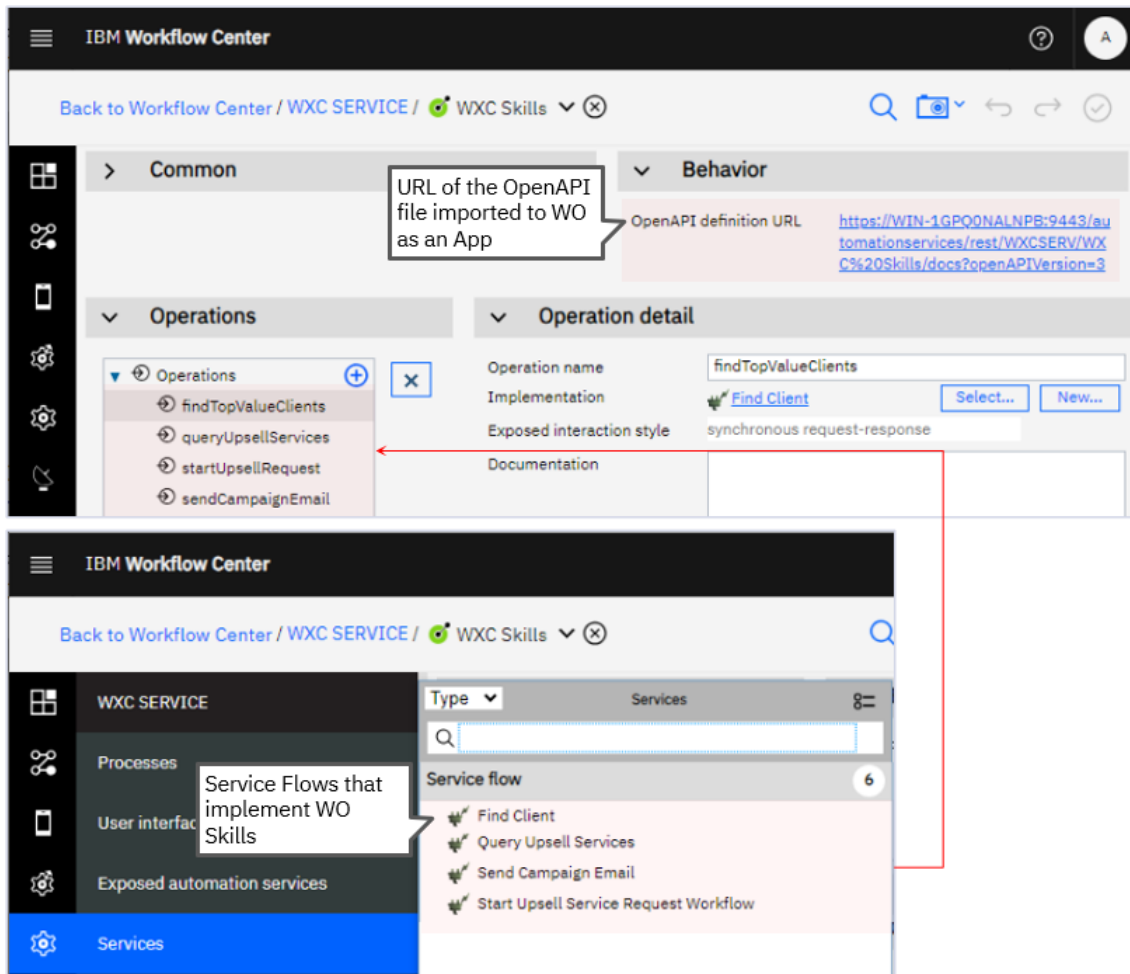 IBM Workflow Center
A
Back to Workflow Center / WXC SERVICE / WXC Skills
Common
URL of the OpenAPI
file imported to WO
as an App
Behavior
OpenAPI definition URL
https://WIN-1GPQ0NALNPB:9443/au
tomationservices/rest/WXCSERV/WX
C%20Skills/docs?openAPIVersion=3
Operations
Operation detail
Operations
findTopValueClients
queryUpsellServices
startUpsellRequest
sendCampaignEmail
Operation name
findTopValueClients
Implementation
Find Client
Select...
New...
Exposed interaction style
synchronous request-response
Documentation
IBM Workflow Center
Back to Workflow Center / WXC SERVICE / WXC Skills
WXC SERVICE
Processes
User interfac
Exposed automation services
Services
Service Flows that
implement WO
Skills
Type
Services
Service flow
6
Find Client
Query Upsell Services
Send Campaign Email
Start Upsell Service Request Workflow